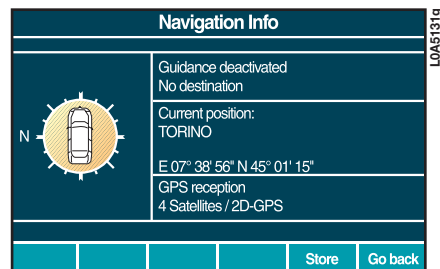 Navigation Info
Guidance deactivated
No destination
Current position:
TORINO
E 07° 38' 56" N 45° 01' 15"
GPS reception
4 Satellites / 2D-GPS
N
Store
Go back
L0A5131g